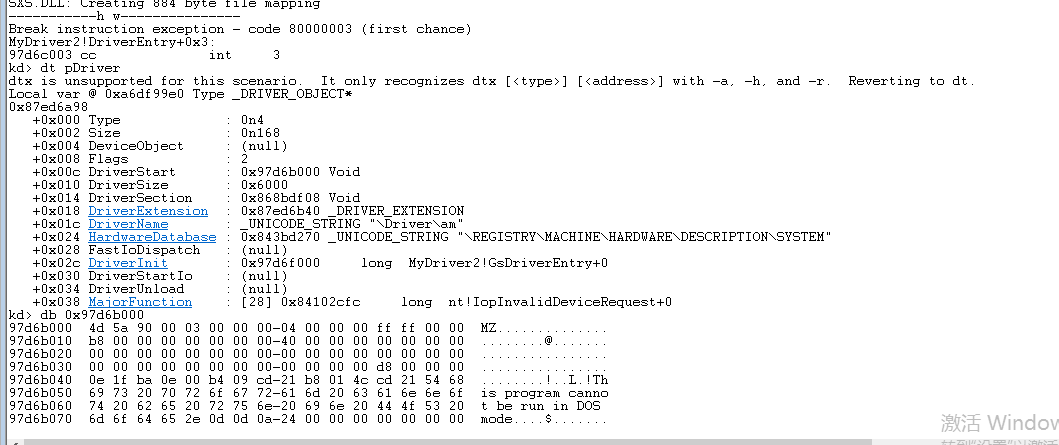 SXS.DLL: Creating 884 byte file mapping
-----------h w---------------
Break instruction exception - code 80000003 (first chance)
MyDriver2!DriverEntry+0x3:
97d6c003 cc              int     3
kd> dt pDriver
dtx is unsupported for this scenario.  It only recognizes dtx [<type>] [<address>] with -a, -h, and -r.  Reverting to dt.
Local var @ 0xa6df99e0 Type _DRIVER_OBJECT*
0x87ed6a98
   +0x000 Type             : 0n4
   +0x002 Size             : 0n168
   +0x004 DeviceObject     : (null)
   +0x008 Flags            : 2
   +0x00c DriverStart      : 0x97d6b000 Void
   +0x010 DriverSize       : 0x6000
   +0x014 DriverSection    : 0x868bdf08 Void
   +0x018 DriverExtension  : 0x87ed6b40 _DRIVER_EXTENSION
   +0x01c DriverName       : _UNICODE_STRING "\Driver\am"
   +0x024 HardwareDatabase : 0x843bd270 _UNICODE_STRING "\REGISTRY\MACHINE\HARDWARE\DESCRIPTION\SYSTEM"
   +0x028 FastIoDispatch   : (null)
   +0x02c DriverInit       : 0x97d6f000     long  MyDriver2!GsDriverEntry+0
   +0x030 DriverStartIo    : (null)
   +0x034 DriverUnload     : (null)
   +0x038 MajorFunction    : [28] 0x84102cfc     long  nt!IopInvalidDeviceRequest+0
kd> db 0x97d6b000
97d6b000  4d 5a 90 00 03 00 00 00-04 00 00 00 ff ff 00 00  MZ..............
97d6b010  b8 00 00 00 00 00 00 00-40 00 00 00 00 00 00 00  ........@.......
97d6b020  00 00 00 00 00 00 00 00-00 00 00 00 00 00 00 00  ................
97d6b030  00 00 00 00 00 00 00 00-00 00 00 00 d8 00 00 00  ................
97d6b040  0e 1f ba 0e 00 b4 09 cd-21 b8 01 4c cd 21 54 68  ........!..L.!Th
97d6b050  69 73 20 70 72 6f 67 72-61 6d 20 63 61 6e 6e 6f  is program canno
97d6b060  74 20 62 65 20 72 75 6e-20 69 6e 20 44 4f 53 20  t be run in DOS
97d6b070  6d 6f 64 65 2e 0d 0d 0a-24 00 00 00 00 00 00 00  mode....$.......
激活 Window